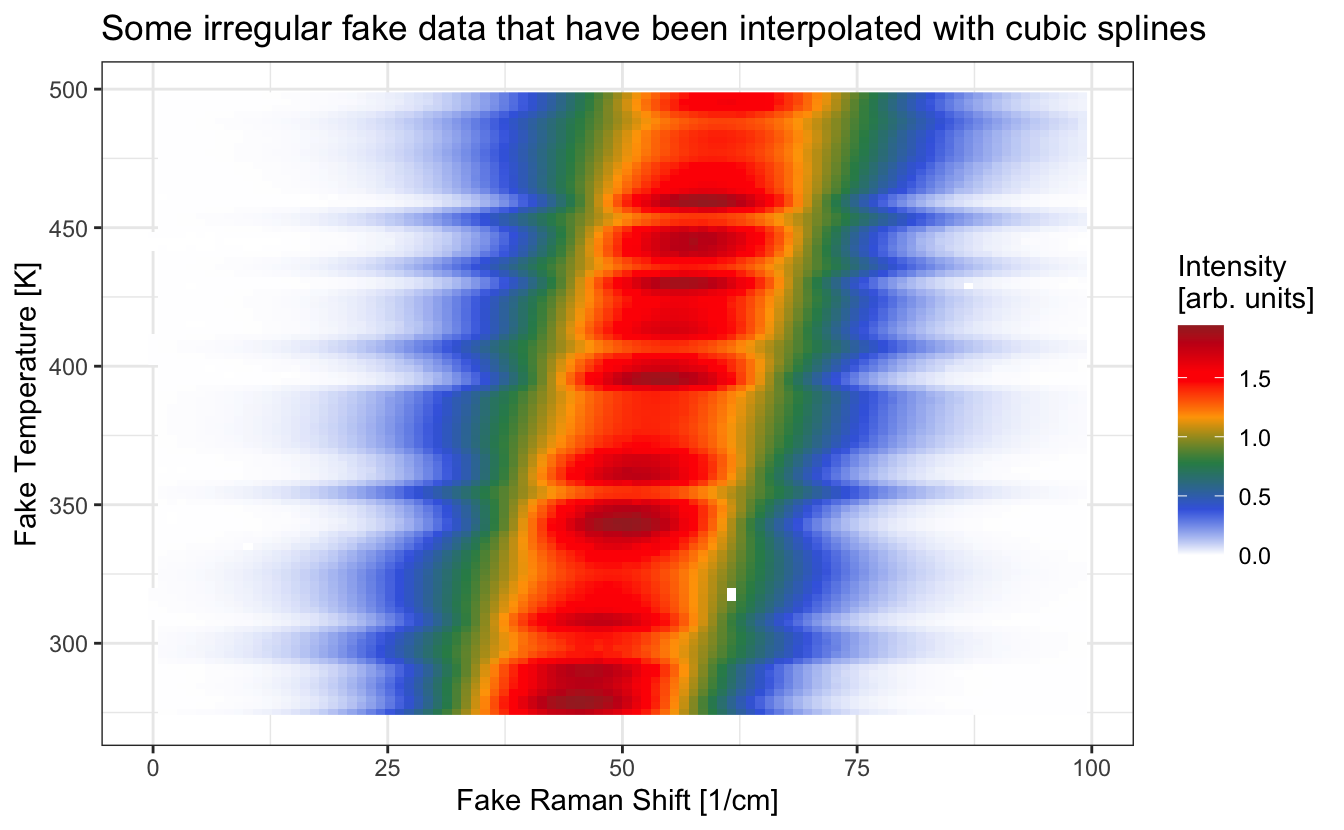 Some irregular fake data that have been interpolated with cubic splines
500
450
400
350
300
Fake Temperature [K]
0 25 50 75 100
Fake Raman Shift [1/cm]
Intensity
[arb. units]
1.5
1.0
0.5
0.0